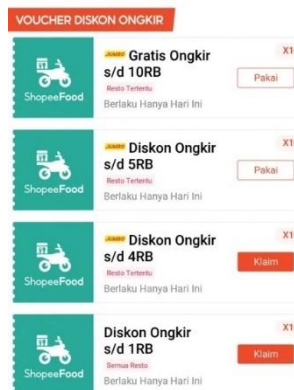 VOUCHER DISKON ONGKIR
ShopeeFood
JUMBO Gratis Ongkir
s/d 10RB
Resto Tertentu
Berlaku Hanya Hari Ini
X1
Pakai
ShopeeFood
JUMBO Diskon Ongkir
s/d 5RB
Resto Tertentu
Berlaku Hanya Hari Ini
X1
Pakai
ShopeeFood
JUMBO Diskon Ongkir
s/d 4RB
Resto Tertentu
Berlaku Hanya Hari Ini
X1
Klaim
ShopeeFood
Diskon Ongkir
s/d 1RB
Semua Resto
Berlaku Hanya Hari Ini
X1
Klaim